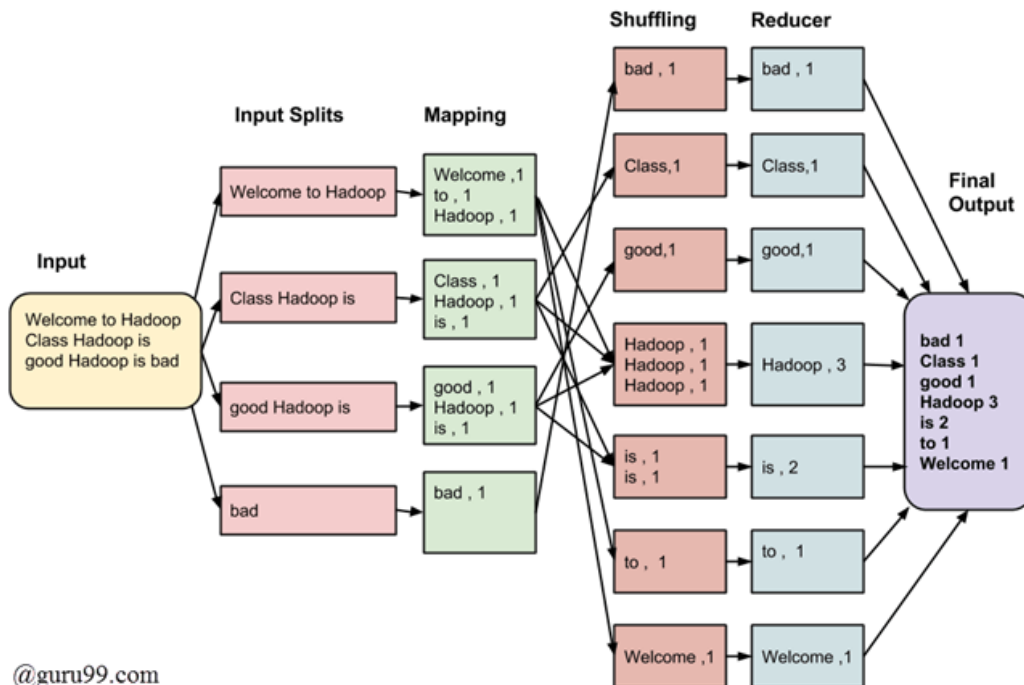 Shuffling
Reducer
Input Splits
Mapping
Final
Output
Input
Welcome to Hadoop
Class Hadoop is
good Hadoop is bad
Welcome to Hadoop
Class Hadoop is
good Hadoop is
bad
Welcome ,1
to , 1
Hadoop , 1
Class , 1
Hadoop , 1
is , 1
good , 1
Hadoop , 1
is , 1
bad , 1
bad , 1
Class,1
good,1
Hadoop , 1
Hadoop , 1
Hadoop , 1
is , 1
is , 1
to , 1
Welcome ,1
bad , 1
Class,1
good,1
Hadoop , 3
is , 2
to , 1
Welcome ,1
bad 1
Class 1
good 1
Hadoop 3
is 2
to 1
Welcome 1
@guru99.com